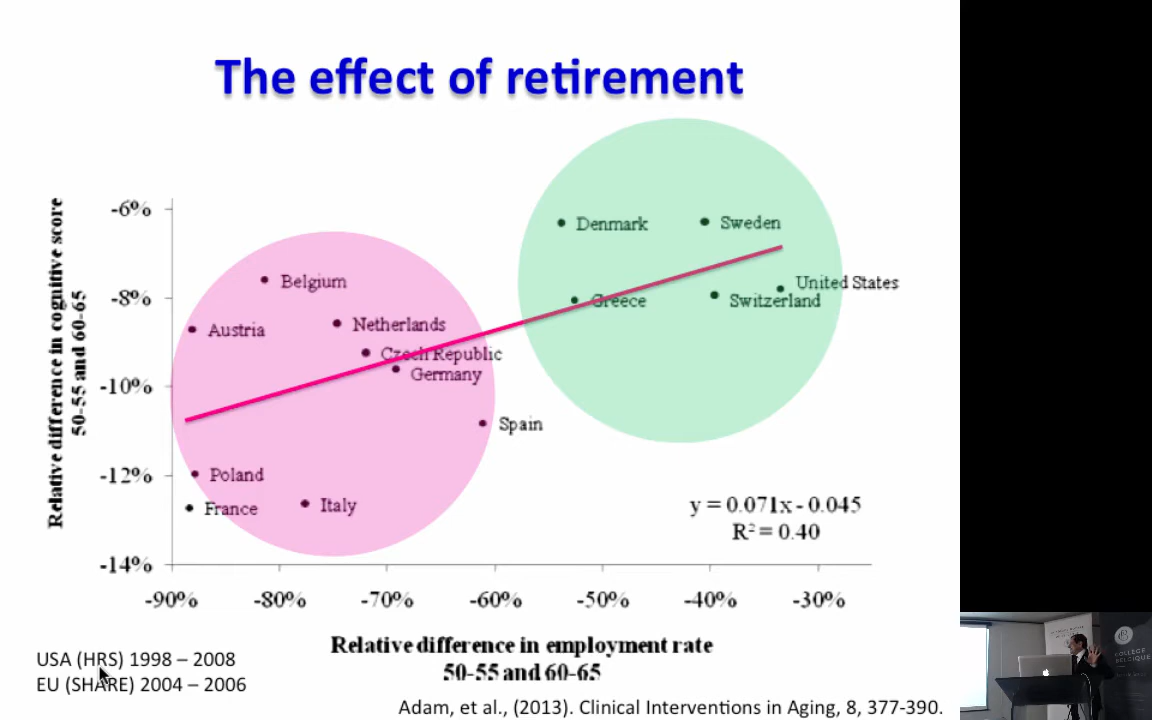 The effect of retirement
Relative difference in cognitive score
50-55 and 60-65
-6%
-8%
-10%
-12%
-14%
Denmark
Sweden
Belgium
United States
Greece
Switzerland
Austria
Netherlands
Czech Republic
Germany
Spain
Poland
France
Italy
y = 0.071x - 0.045
R² = 0.40
-90% -80% -70% -60% -50% -40% -30%
Relative difference in employment rate
50-55 and 60-65
USA (HRS) 1998 – 2008
EU (SHARE) 2004 – 2006
Adam, et al., (2013). Clinical Interventions in Aging, 8, 377-390.
COLLÈGE
BELGIQUE